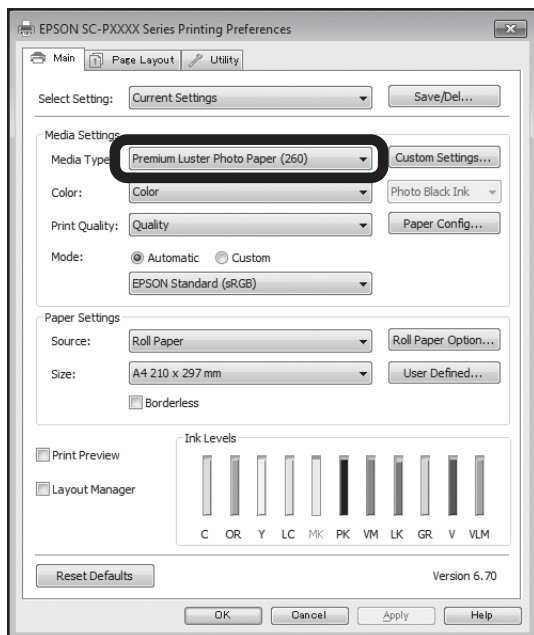 EPSON SC-PXXXX Series Printing Preferences
Main Page Layout Utility
Select Setting: Current Settings Save/Del...
Media Settings
Media Type: Premium Luster Photo Paper (260) Custom Settings...
Color: Color Photo Black Ink
Print Quality: Quality Paper Config...
Mode: Automatic Custom
EPSON Standard (sRGB)
Paper Settings
Source: Roll Paper Roll Paper Option...
Size: A4 210 x 297 mm User Defined...
Borderless
Print Preview
Layout Manager
Ink Levels
C OR Y LC MK PK VM LK GR V VLM
Reset Defaults Version 6.70
OK Cancel Apply Help